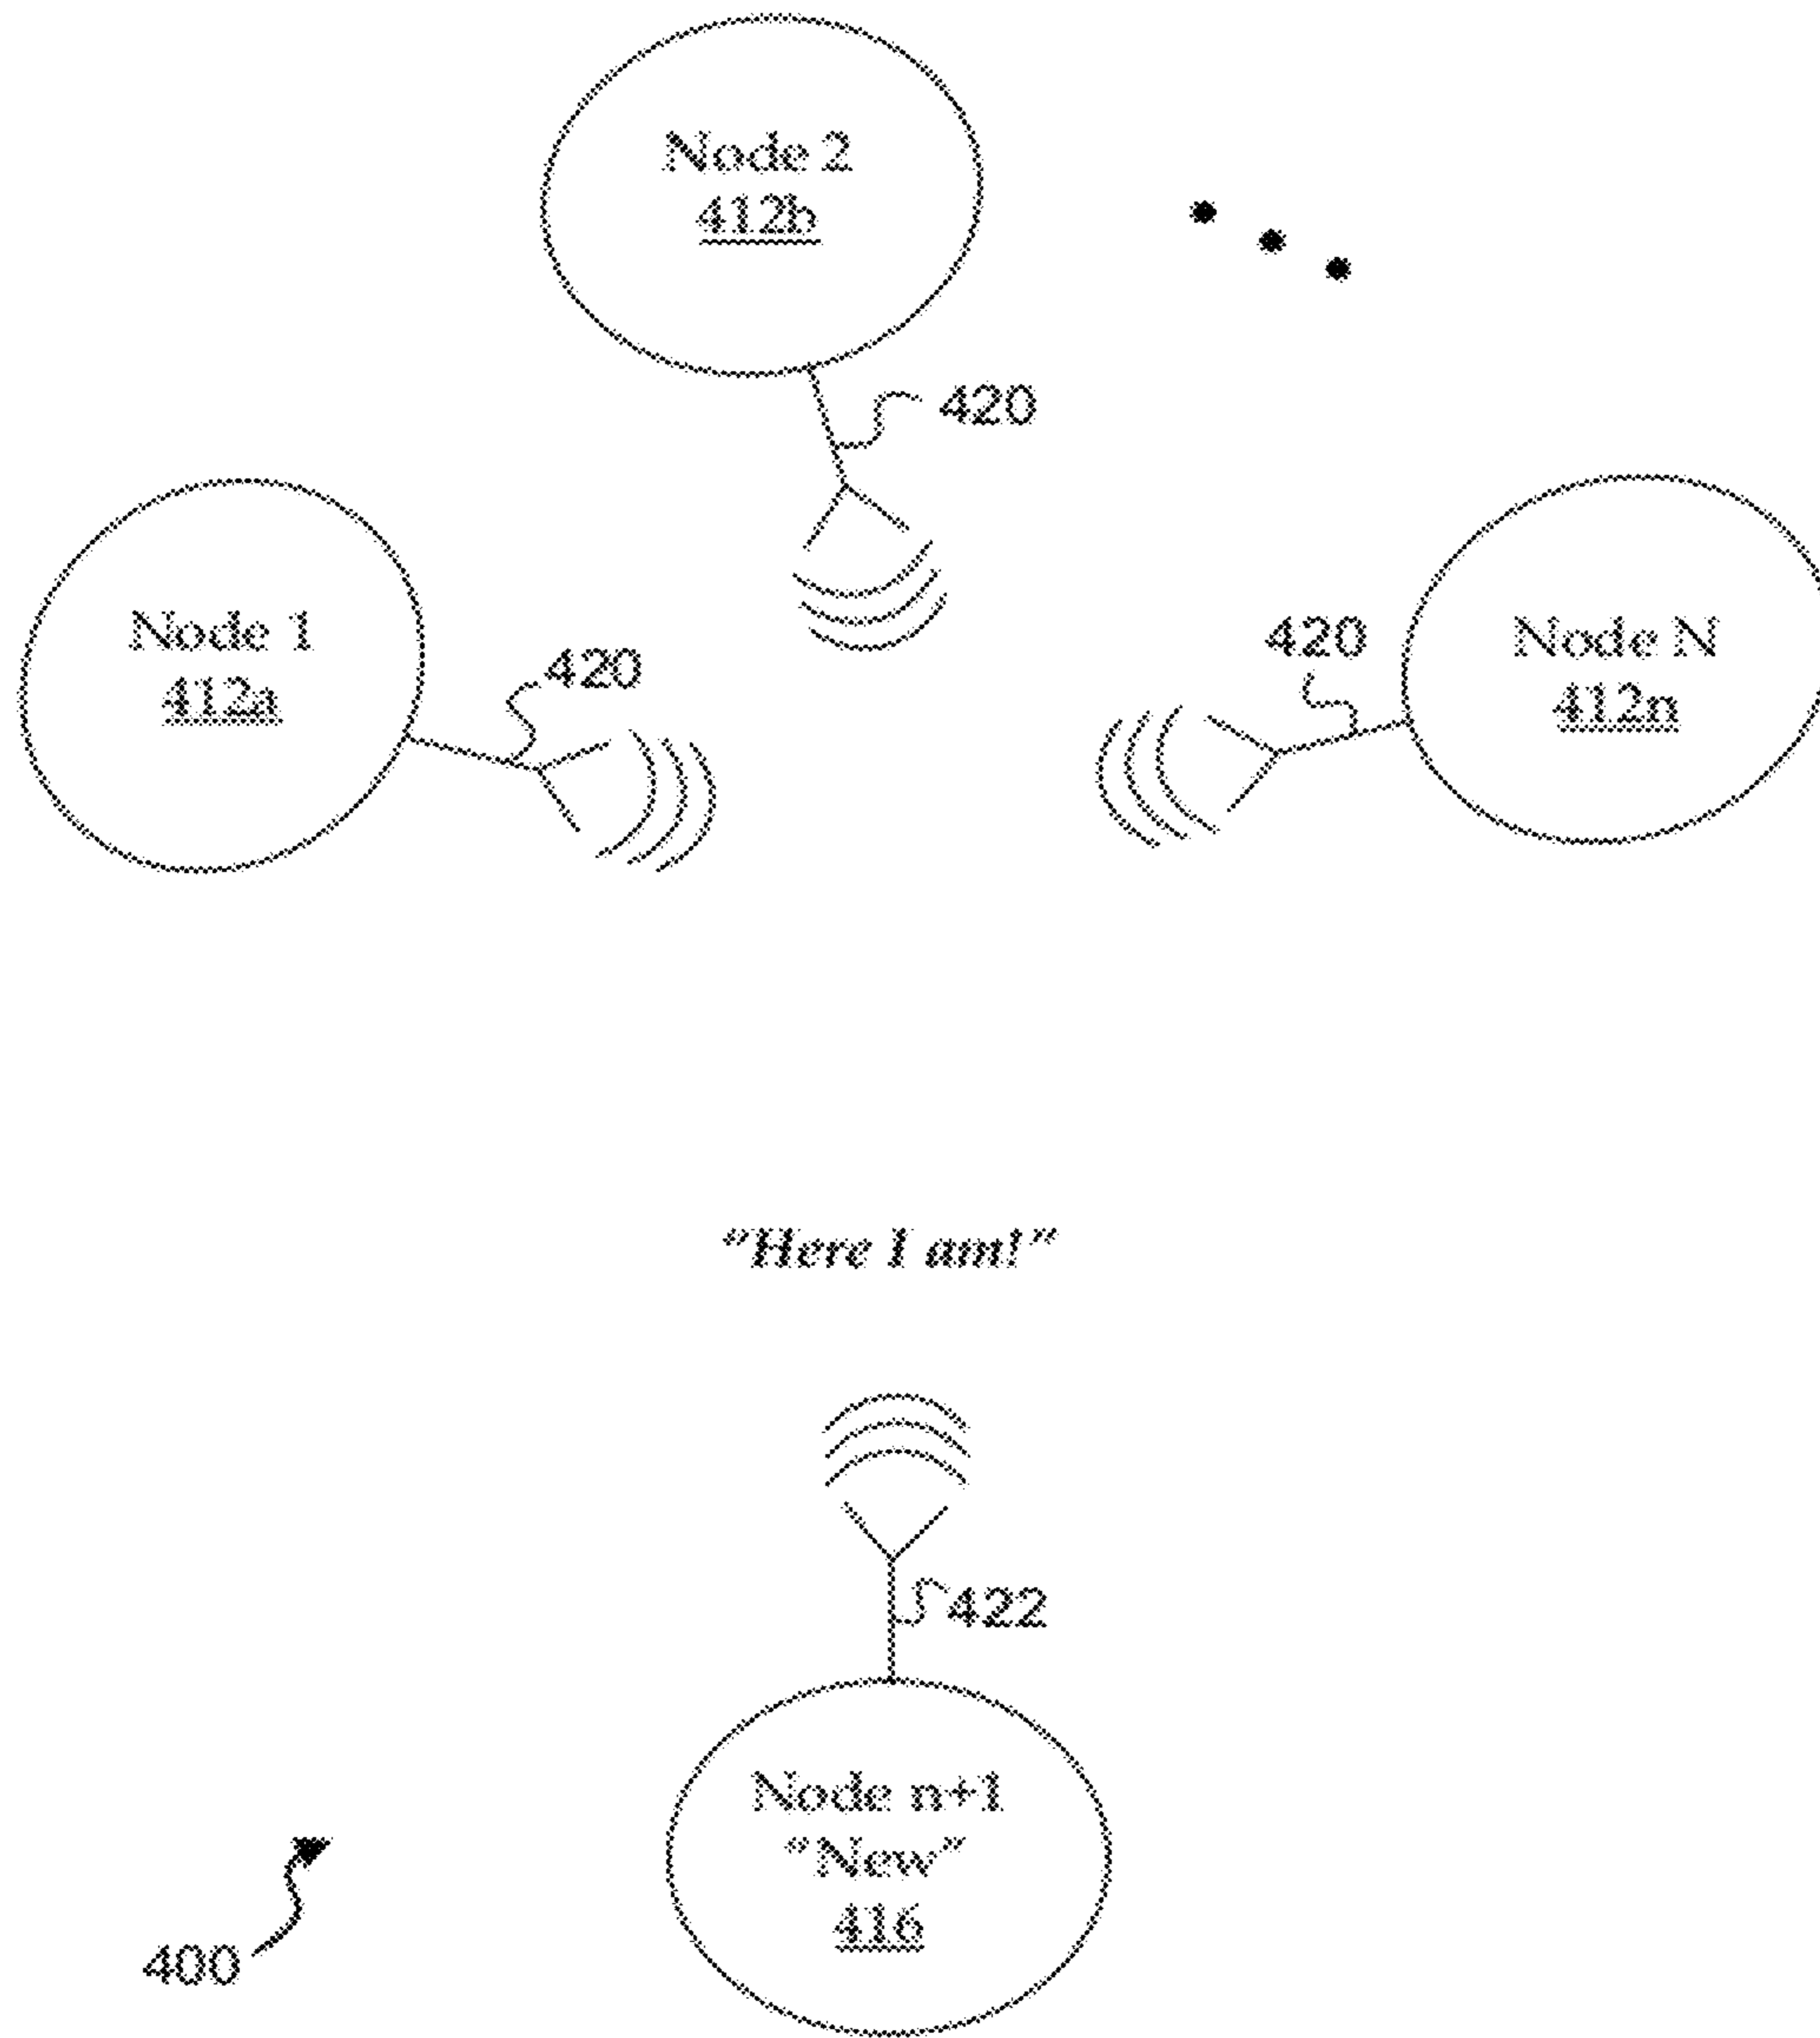 Node 2
412b
420
Node 1
412a
420
420
Node N
412n
“Here I am!”
422
Node n+1
“New”
416
400